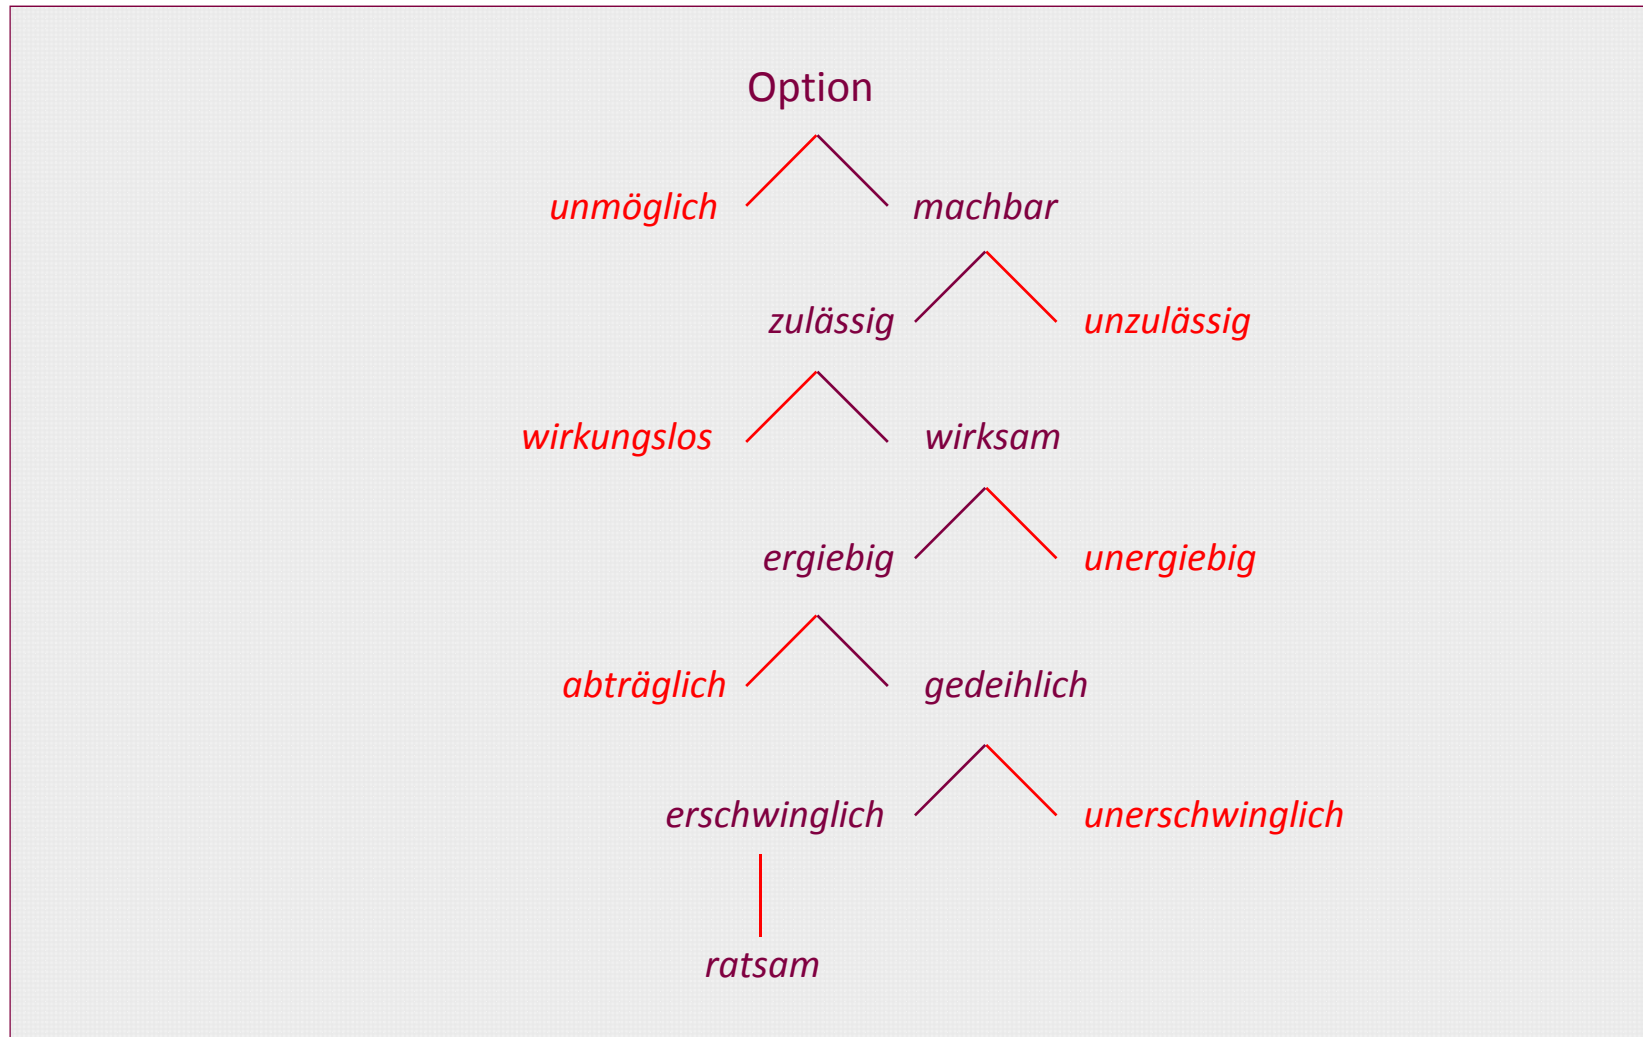 Option
unmöglich machbar
zulässig unzulässig
wirkungslos wirksam
ergiebig unergiebig
abträglich gedeihlich
erschwinglich unerschwinglich
ratsam